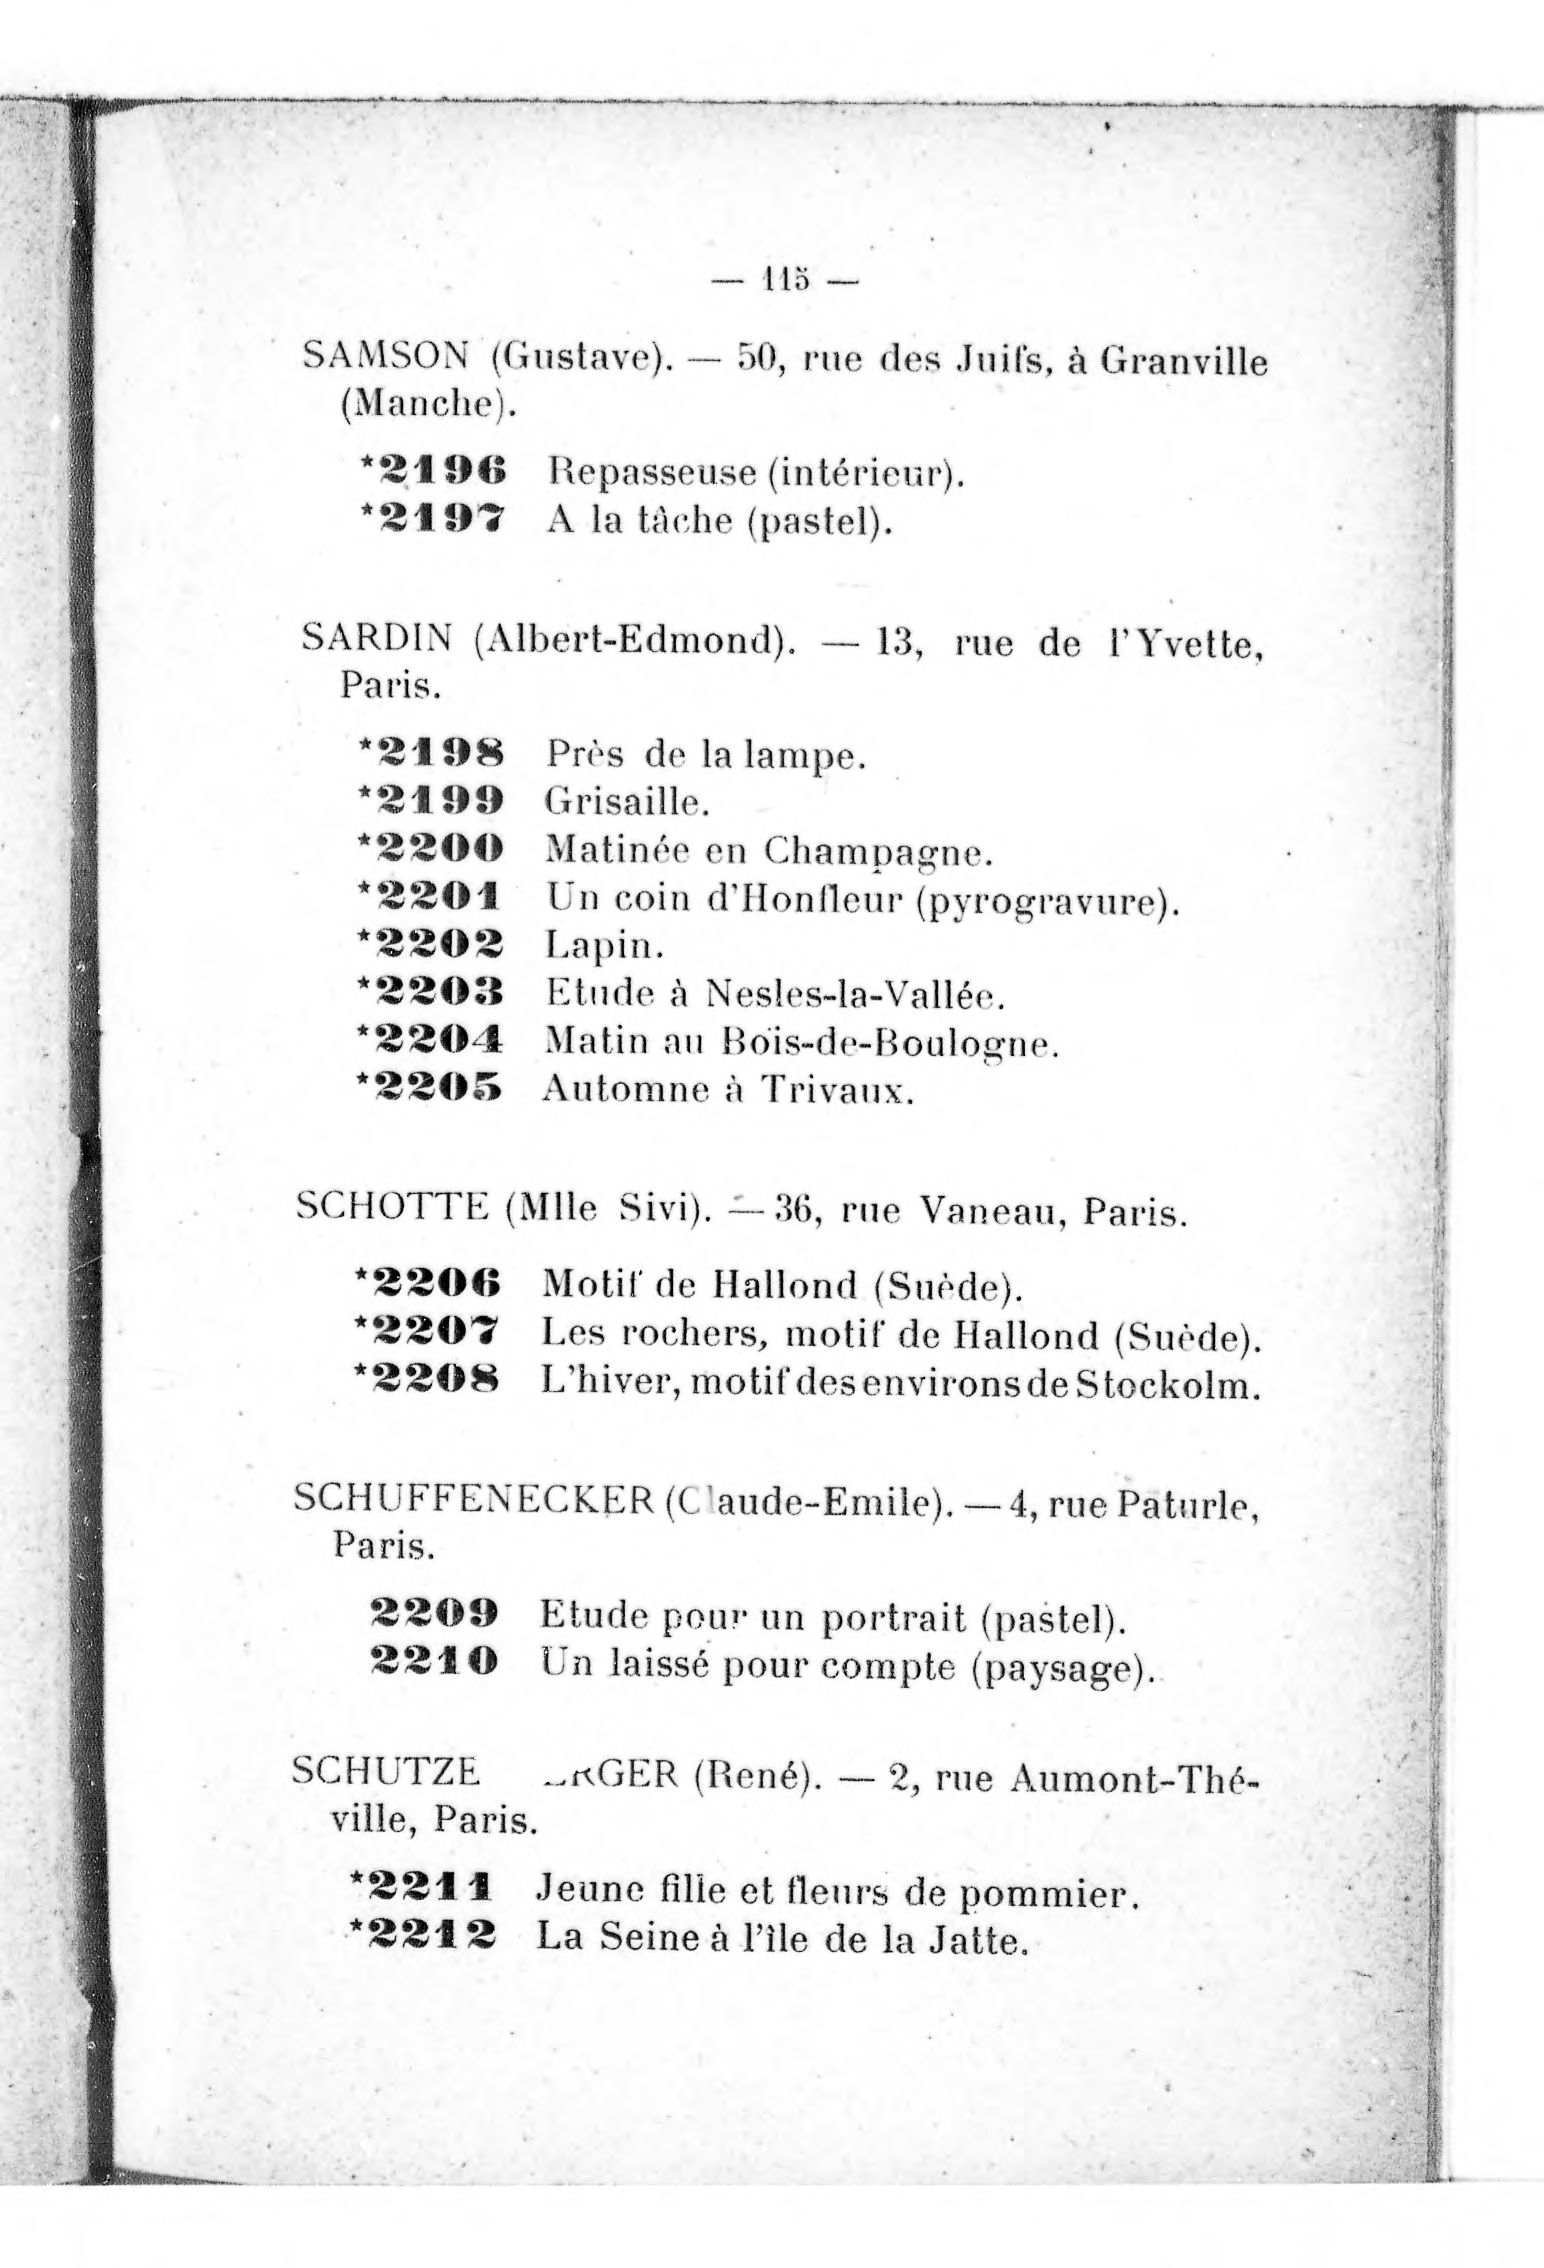 — 115 —
SAMSON (Gustave). — 50, rue des Juifs, à Granville
(Manche).
*2196 Repasseuse (intérieur).
*2197 A la tâche (pastel).
SARDIN (Albert-Edmond). — 13, rue de l'Yvette,
Paris.
*2198 Près de la lampe.
*2199 Grisaille.
*2200 Matinée en Champagne.
*2201 Un coin d'Honfleur (pyrogravure).
*2202 Lapin.
*2203 Etude à Nesles-la-Vallée.
*2204 Matin au Bois-de-Boulogne.
*2205 Automne à Trivaux.
SCHOTTE (Mlle Sivi). — 36, rue Vaneau, Paris.
*2206 Motif de Hallond (Suède).
*2207 Les rochers, motif de Hallond (Suède).
*2208 L'hiver, motif des environs de Stockolm.
SCHUFFENECKER (Claude-Emile). — 4, rue Paturle,
Paris.
2209 Etude pour un portrait (pastel).
2210 Un laissé pour compte (paysage).
(René). — 2, rue Aumont-Thé-
ville, Paris.
*2211 Jeune fille et fleurs de pommier.
*2212 La Seine à l'île de la Jatte.